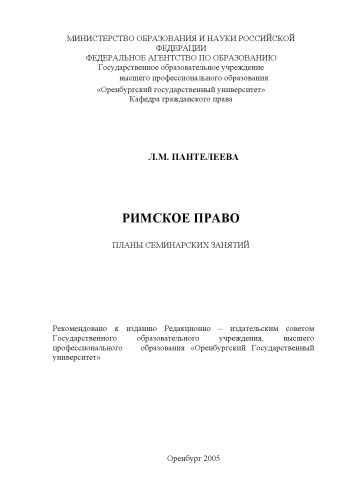 МИНИСТЕРСТВО ОБРАЗОВАНИЯ И НАУКИ РОССИЙСКОЙ
ФЕДЕРАЦИИ
ФЕДЕРАЛЬНОЕ АГЕНТСТВО ПО ОБРАЗОВАНИЮ
Государственное образовательное учреждение
высшего профессионального образования
«Оренбургский государственный университет»
Кафедра гражданского права
Л.М. ПАНТЕЛЕЕВА
РИМСКОЕ ПРАВО
ПЛАНЫ СЕМИНАРСКИХ ЗАНЯТИЙ
Рекомендовано к изданию Редакционно – издательским советом
Государственного образовательного учреждения, высшего
профессионального образования «Оренбургский Государственный
университет»
Оренбург 2005